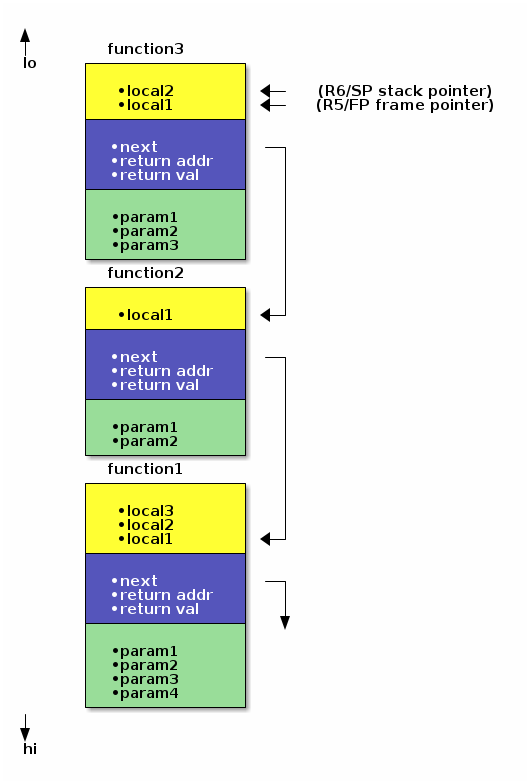 function3
lo
•local2
(R6/SP stack pointer)
•local1
(R5/FP frame pointer)
•next
•return addr
•return val
•param1
•param2
•param3
function2
•local1
•next
•return addr
•return val
•param1
•param2
function1
•local3
•local2
•local1
•next
•return addr
•return val
•param1
•param2
•param3
•param4
hi